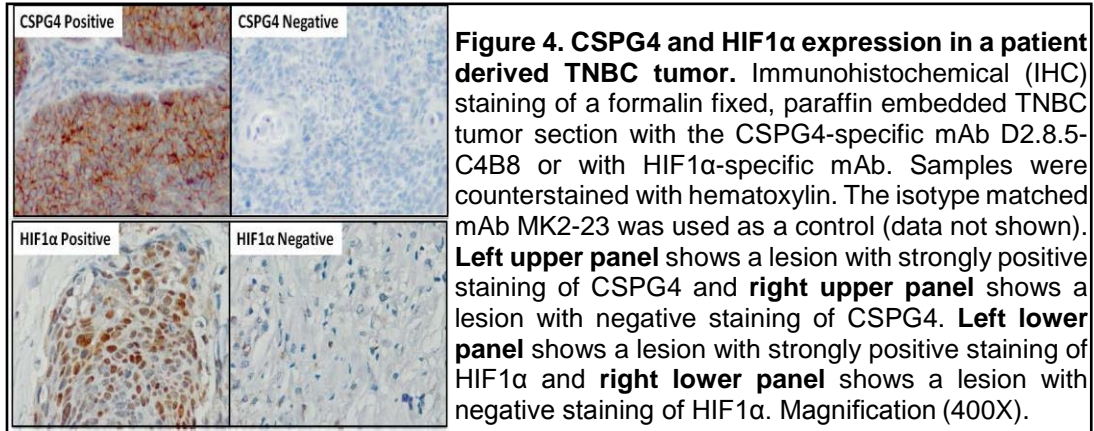 CSPG4 Positive
CSPG4 Negative
HIF1α Positive
HIF1α Negative
Figure 4. CSPG4 and HIF1α expression in a patient
derived TNBC tumor. Immunohistochemical (IHC)
staining of a formalin fixed, paraffin embedded TNBC
tumor section with the CSPG4-specific mAb D2.8.5-
C4B8 or with HIF1α-specific mAb. Samples were
counterstained with hematoxylin. The isotype matched
mAb MK2-23 was used as a control (data not shown).
Left upper panel shows a lesion with strongly positive
staining of CSPG4 and right upper panel shows a
lesion with negative staining of CSPG4. Left lower
panel shows a lesion with strongly positive staining of
HIF1α and right lower panel shows a lesion with
negative staining of HIF1α. Magnification (400X).